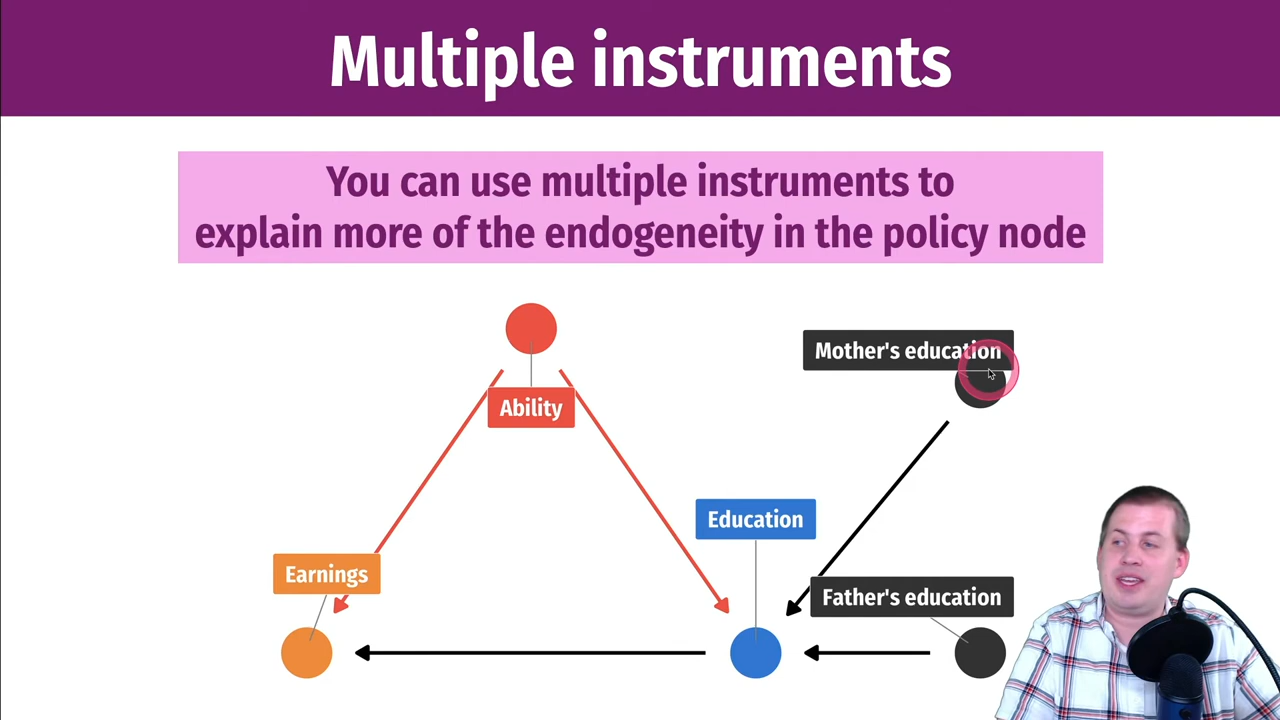 Multiple instruments
You can use multiple instruments to
explain more of the endogeneity in the policy node
Mother's education
Ability
Education
Earnings
Father's education